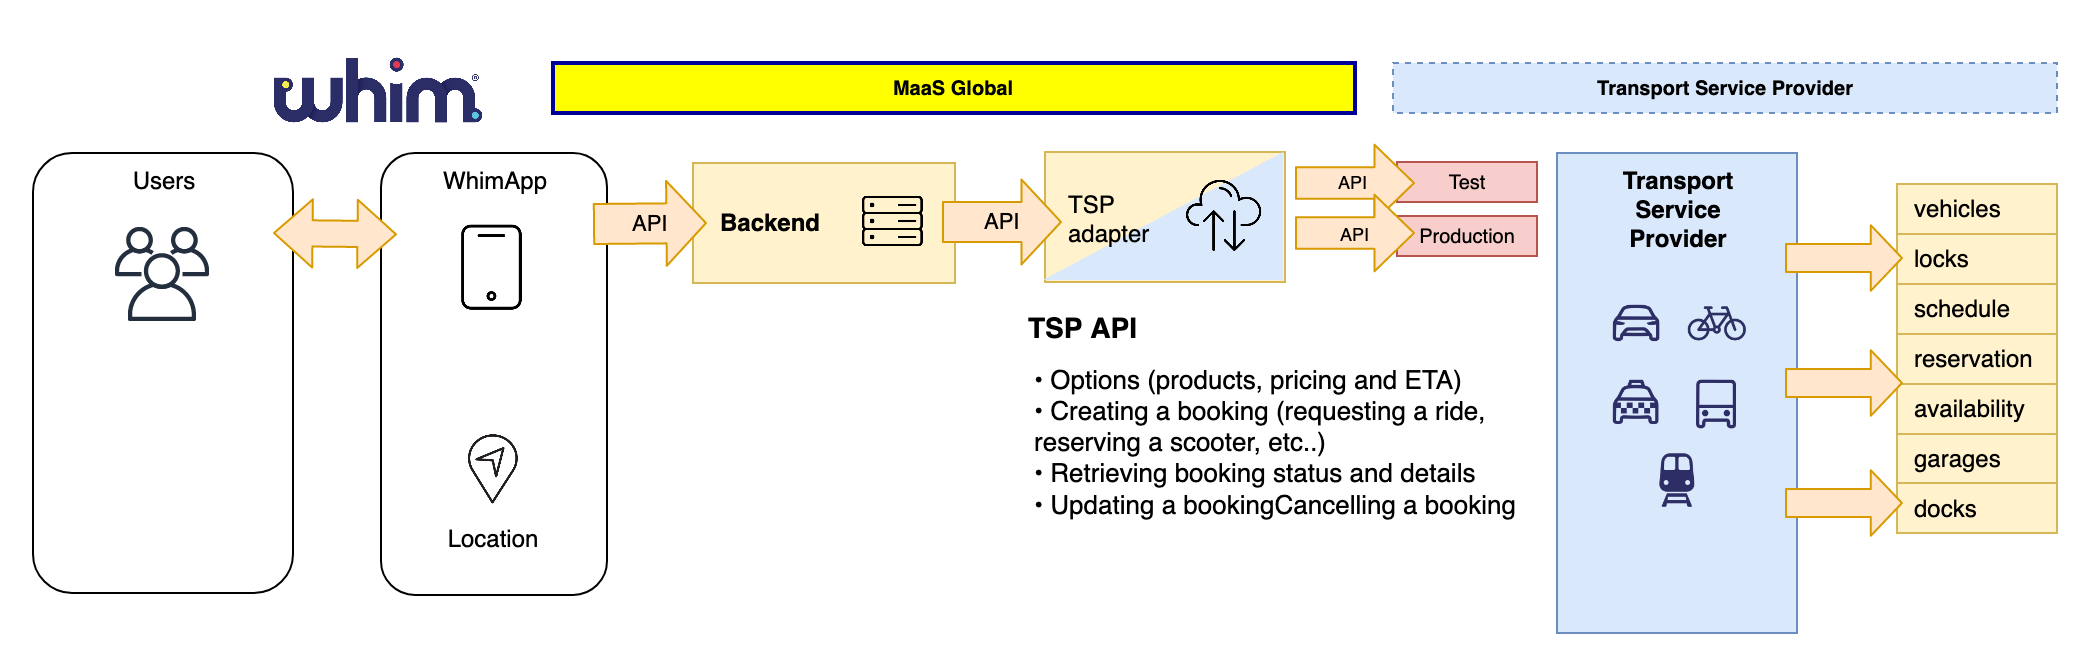 whim®
MaaS Global
Transport Service Provider
Users
WhimApp
Location
API
Backend
API
TSP
adapter
API
Test
API
Production
TSP API
• Options (products, pricing and ETA)
• Creating a booking (requesting a ride,
reserving a scooter, etc..)
• Retrieving booking status and details
• Updating a bookingCancelling a booking
Transport
Service
Provider
vehicles
locks
schedule
reservation
availability
garages
docks